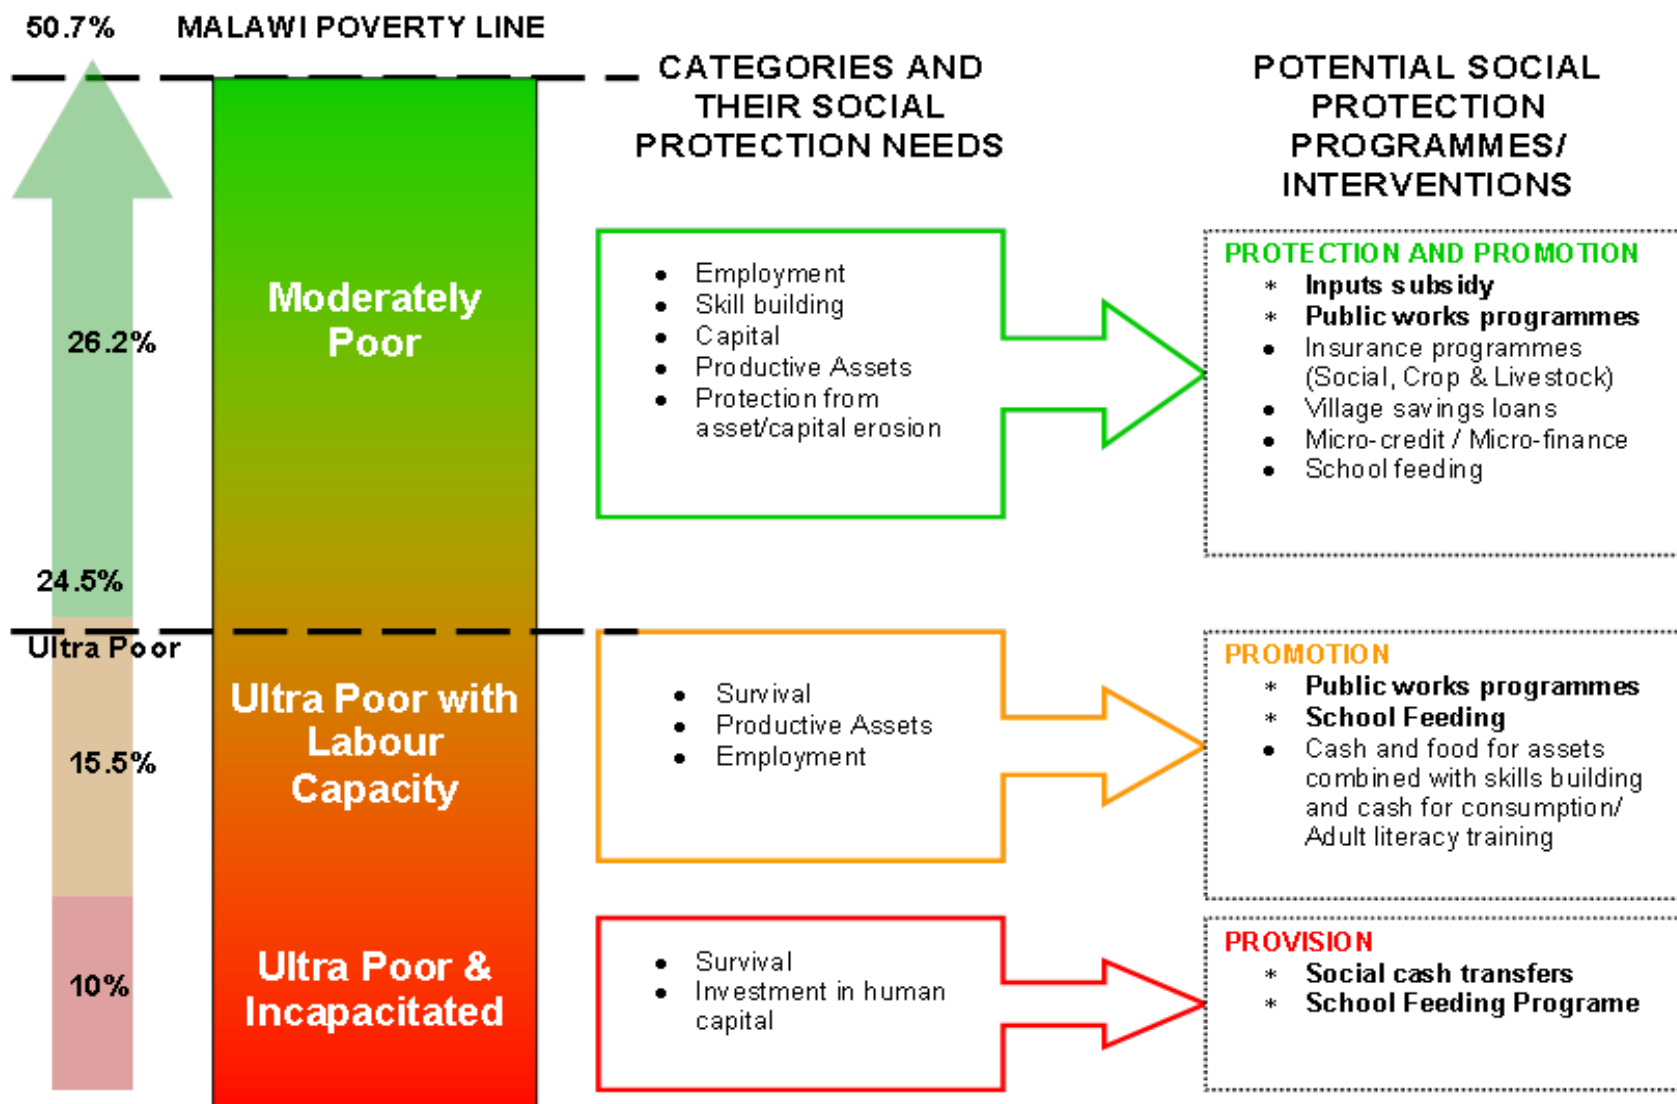 50.7%
MALAWI POVERTY LINE
CATEGORIES AND
THEIR SOCIAL
PROTECTION NEEDS
POTENTIAL SOCIAL
PROTECTION
PROGRAMMES/
INTERVENTIONS
26.2%
Moderately
Poor
• Employment
• Skill building
• Capital
• Productive Assets
• Protection from
asset/capital erosion
PROTECTION AND PROMOTION
* Inputs subsidy
* Public works programmes
• Insurance programmes
(Social, Crop & Livestock)
• Village savings loans
• Micro-credit / Micro-finance
• School feeding
24.5%
Ultra Poor
15.5%
Ultra Poor with
Labour
Capacity
• Survival
• Productive Assets
• Employment
PROMOTION
* Public works programmes
* School Feeding
• Cash and food for assets
combined with skills building
and cash for consumption/
Adult literacy training
10%
Ultra Poor &
Incapacitated
• Survival
• Investment in human
capital
PROVISION
* Social cash transfers
* School Feeding Programe